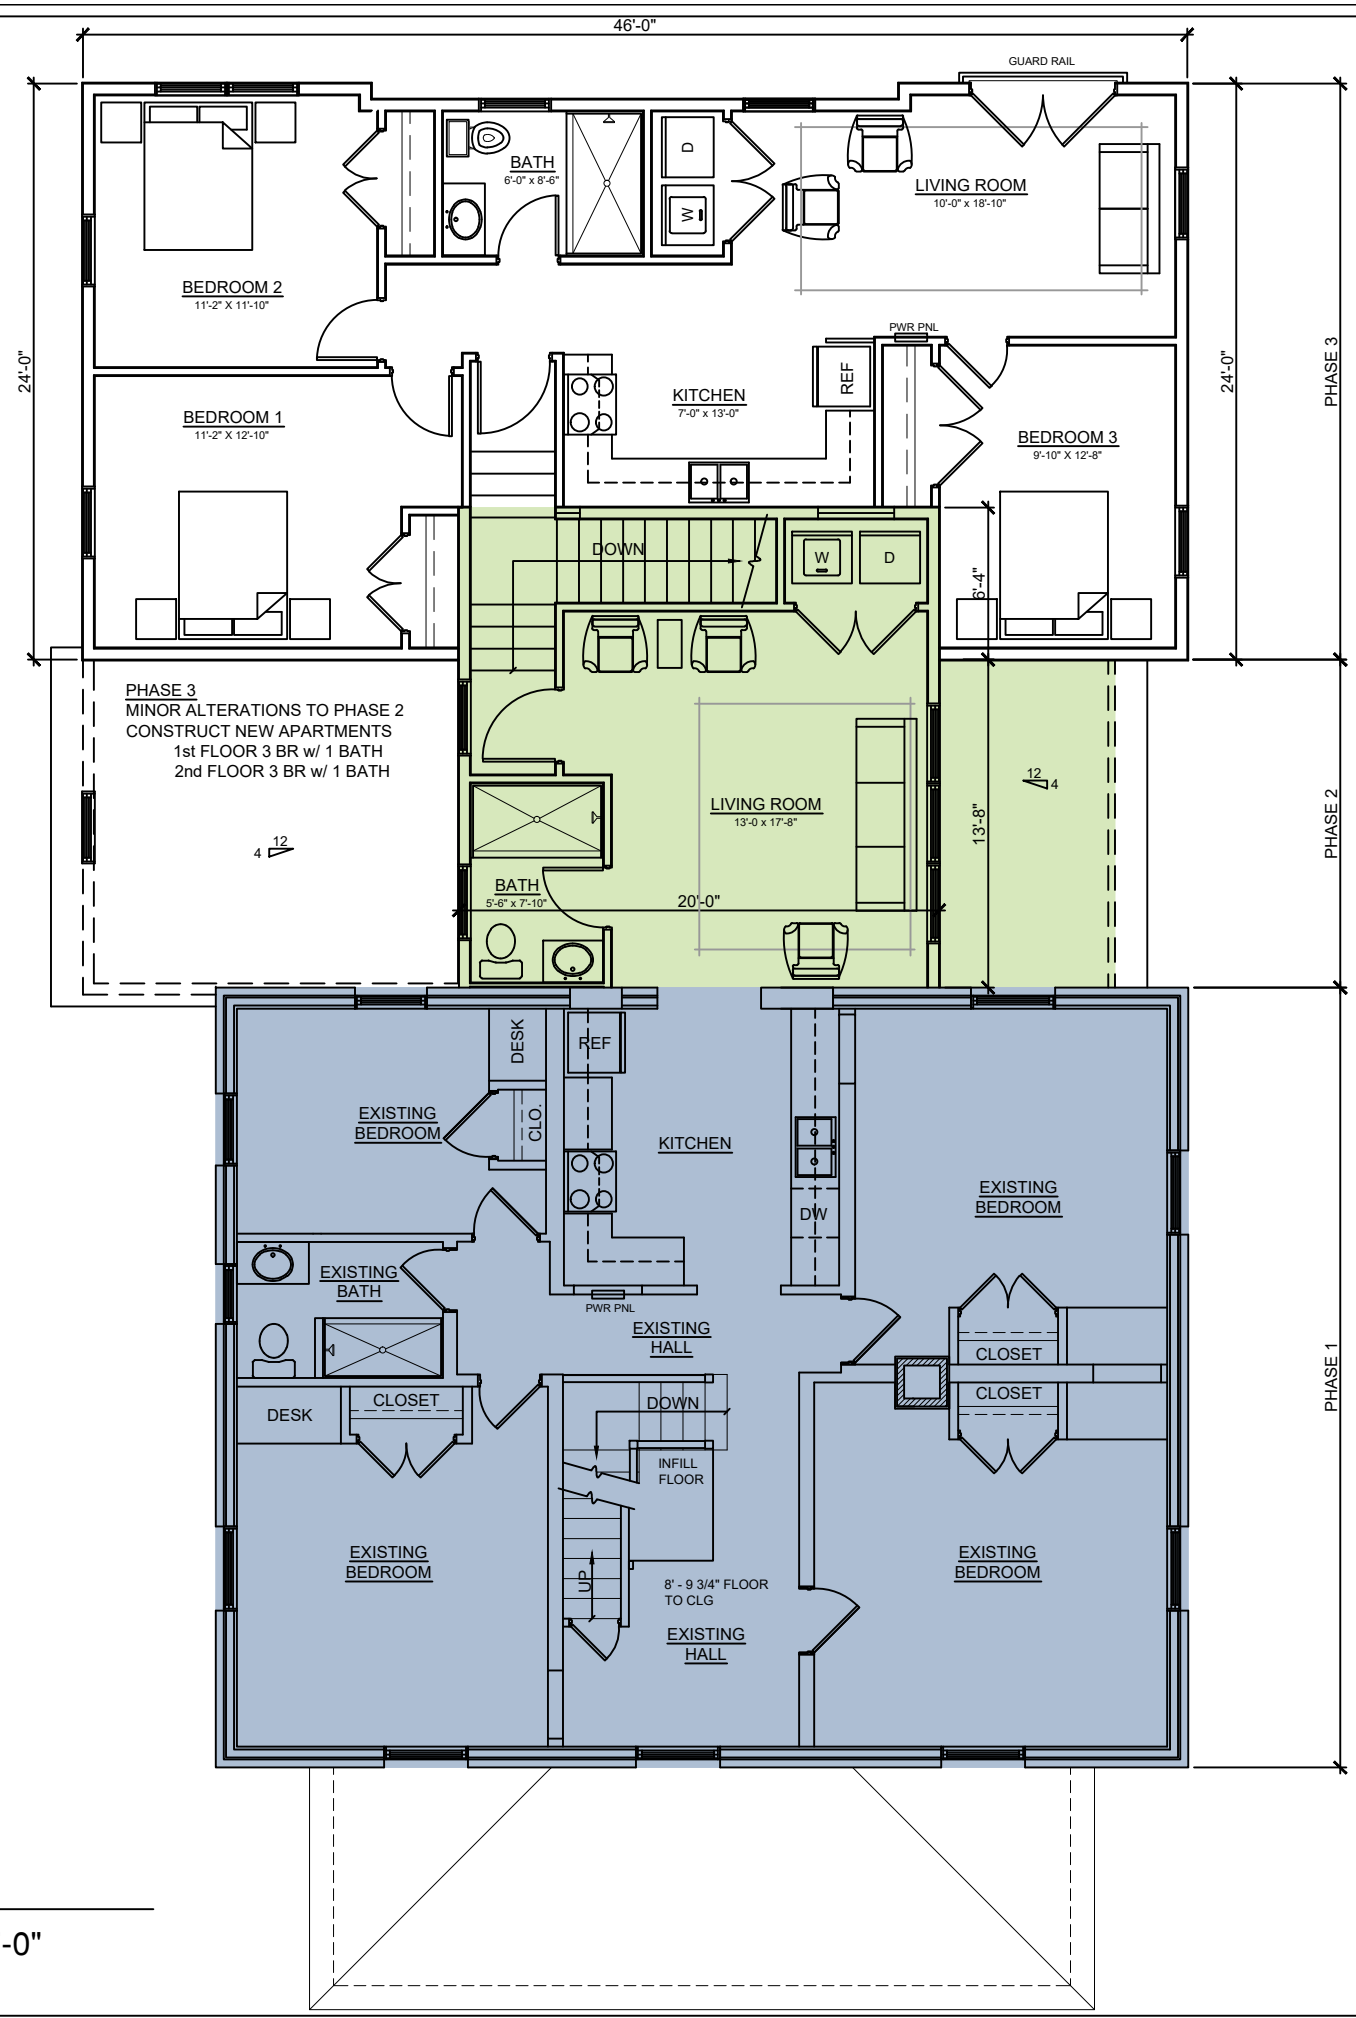 46'-0"
GUARD RAIL
BATH
6'-0" x 8'-6"
D
W
LIVING ROOM
10'-0" x 18'-10"
BEDROOM 2
11'-2" X 11'-10"
24'-0"
PWR PNL
REF
KITCHEN
7'-0" x 13'-0"
24'-0"
PHASE 3
BEDROOM 1
11'-2" X 12'-10"
BEDROOM 3
9'-10" X 12'-8"
DOWN
W
D
6'-4"
PHASE 3
MINOR ALTERATIONS TO PHASE 2
CONSTRUCT NEW APARTMENTS
1st FLOOR 3 BR w/ 1 BATH
2nd FLOOR 3 BR w/ 1 BATH
12
4
LIVING ROOM
13'-0 x 17'-8"
13'-8"
PHASE 2
12
4
BATH
5'-6" x 7'-10"
20'-0"
DESK
REF
EXISTING
BEDROOM
CLO.
KITCHEN
EXISTING
BEDROOM
DW
EXISTING
BATH
PWR PNL
EXISTING
HALL
CLOSET
CLOSET
PHASE 1
DESK
CLOSET
DOWN
INFILL
FLOOR
EXISTING
BEDROOM
UP
8' - 9 3/4" FLOOR
TO CLG
EXISTING
HALL
EXISTING
BEDROOM
-0"